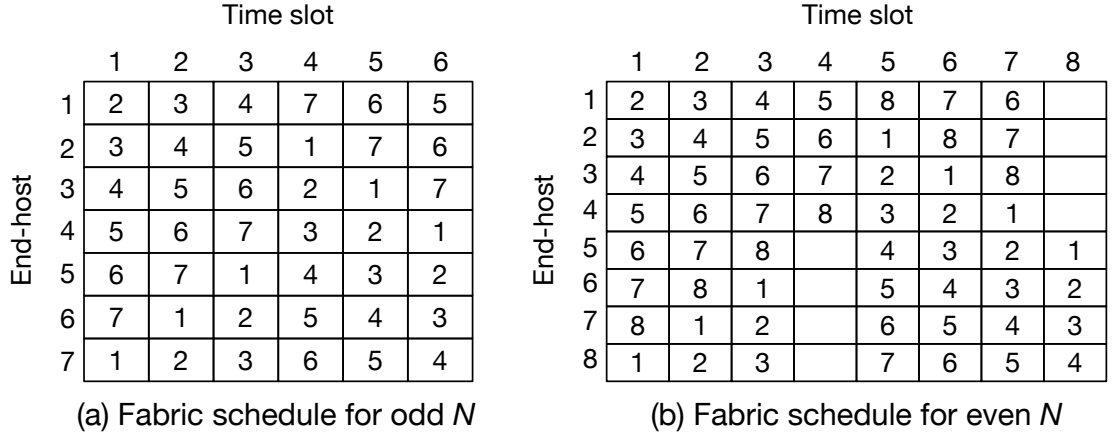 Time slot
1 2 3 4 5 6
1 2 3 4 7 6 5
2 3 4 5 1 7 6
3 4 5 6 2 1 7
4 5 6 7 3 2 1
5 6 7 1 4 3 2
6 7 1 2 5 4 3
7 1 2 3 6 5 4
End-host
(a) Fabric schedule for odd N
Time slot
1 2 3 4 5 6 7 8
1 2 3 4 5 8 7 6
2 3 4 5 6 1 8 7
3 4 5 6 7 2 1 8
4 5 6 7 8 3 2 1
5 6 7 8 4 3 2 1
6 7 8 1 5 4 3 2
7 8 1 2 6 5 4 3
8 1 2 3 7 6 5 4
End-host
(b) Fabric schedule for even N